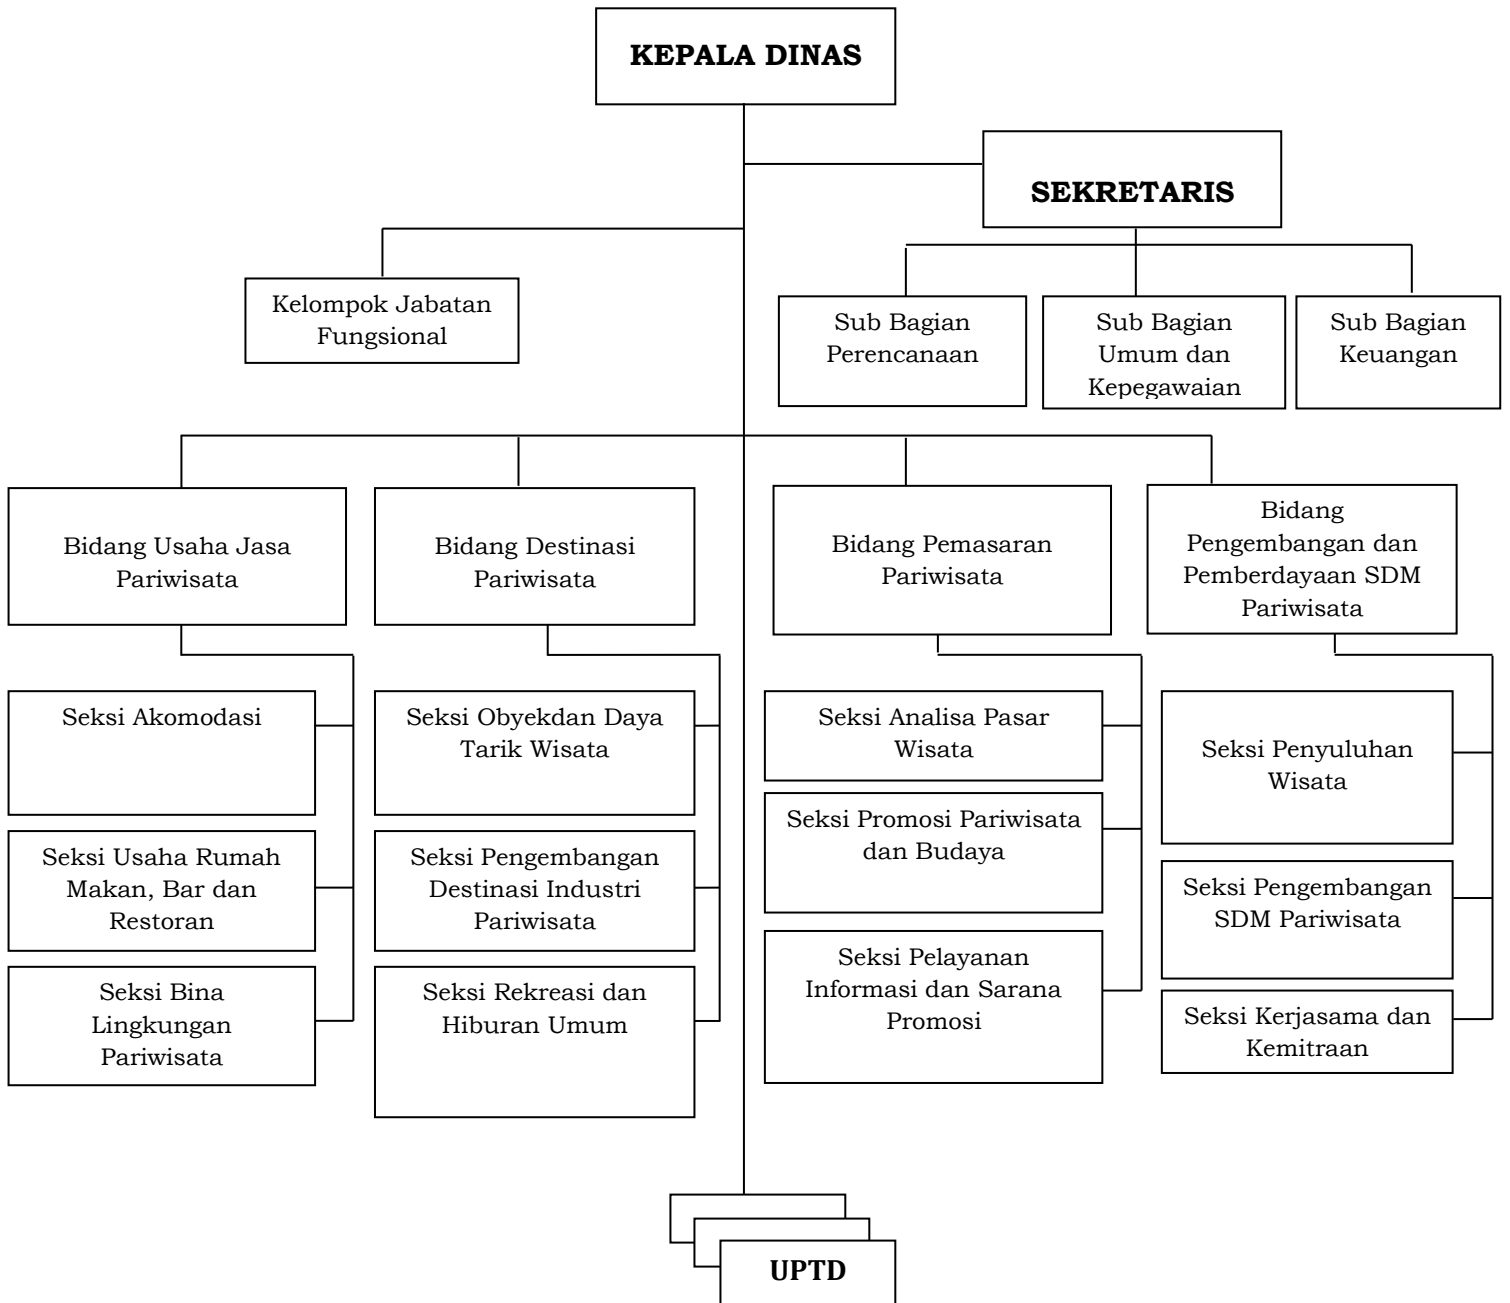 KEPALA DINAS
SEKRETARIS
Kelompok Jabatan
Fungsional
Sub Bagian
Perencanaan
Sub Bagian
Umum dan
Kepegawaian
Sub Bagian
Keuangan
Bidang Usaha Jasa
Pariwisata
Bidang Destinasi
Pariwisata
Bidang Pemasaran
Pariwisata
Bidang
Pengembangan dan
Pemberdayaan SDM
Pariwisata
Seksi Akomodasi
Seksi Usaha Rumah
Makan, Bar dan
Restoran
Seksi Bina
Lingkungan
Pariwisata
Seksi Obyekdan Daya
Tarik Wisata
Seksi Pengembangan
Destinasi Industri
Pariwisata
Seksi Rekreasi dan
Hiburan Umum
Seksi Analisa Pasar
Wisata
Seksi Promosi Pariwisata
dan Budaya
Seksi Pelayanan
Informasi dan Sarana
Promosi
Seksi Penyuluhan
Wisata
Seksi Pengembangan
SDM Pariwisata
Seksi Kerjasama dan
Kemitraan
UPTD